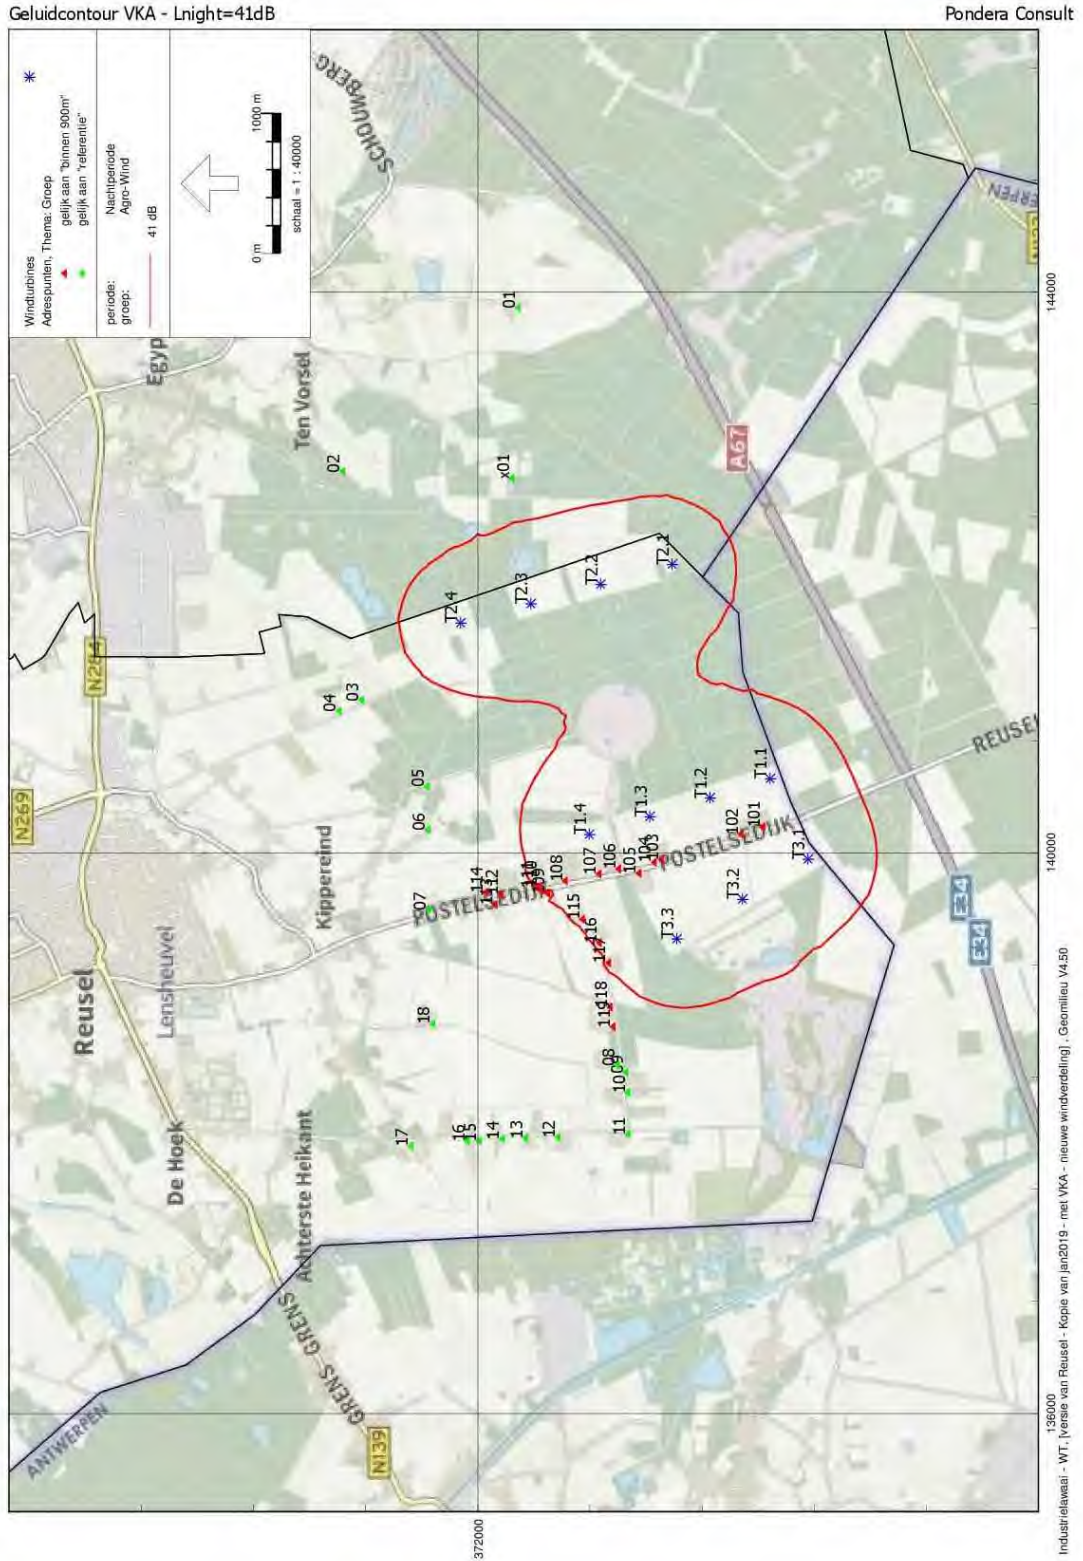 Geluidcontour VKA - Lnight=41dB
Pondera Consult
Windturbines
Adrespunten, Thema: Groep
gelijk aan "binnen 900m"
gelijk aan "referentie"
periode: Nachtperiode
groep: Agro-Wind
41 dB
0 m 1000 m
schaal = 1 : 40000
SCHOUWBERG
Egyp
Ten Vorsel
N284
N269
Reusel
Lensheuvel
Kippereind
De Hoek
Achterste Heikant
GRENS
GRENS
ANTWERPEN
N139
POSTELSEDIJK
POSTELSEDIJK
REUSEL
A67
E34
E34
ERPEN
01
02
x01
03
04
05
06
07
18
17
16
15
14
13
12
11
10
09
08
T2.4
T2.3
T2.2
T2.1
T1.4
T1.3
T1.2
T1.1
T3.1
T3.2
T3.3
101
102
103
104
105
106
107
108
109
110
112
114
115
116
117
118
119
144000
140000
136000
372000
Industrielawaai - WT, [versie van Reusel - Kopie van jan2019 - met VKA - nieuwe windverdeling] , Geomilieu V4.50